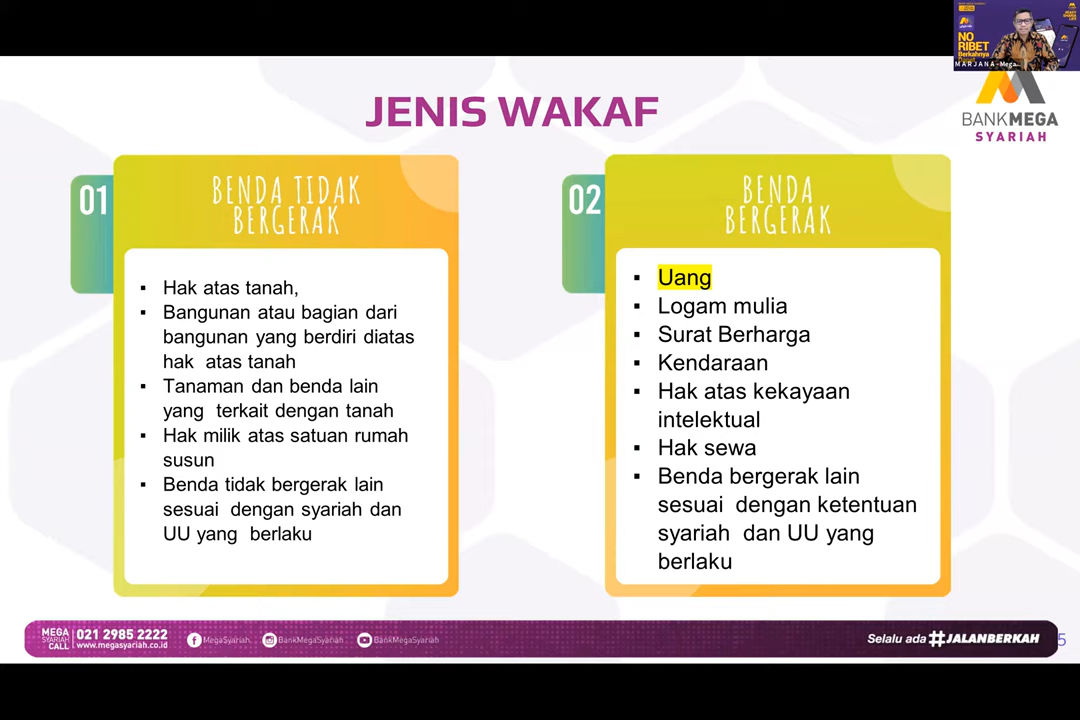 NO
RIBET
Berkahnya
MARJANA-Mega...
JENIS WAKAF
BANKMEGA
SYARIAH
01
BENDA TIDAK
BERGERAK
▪ Hak atas tanah,
▪ Bangunan atau bagian dari
bangunan yang berdiri diatas
hak atas tanah
▪ Tanaman dan benda lain
yang terkait dengan tanah
▪ Hak milik atas satuan rumah
susun
▪ Benda tidak bergerak lain
sesuai dengan syariah dan
UU yang berlaku
02
BENDA
BERGERAK
▪ Uang
▪ Logam mulia
▪ Surat Berharga
▪ Kendaraan
▪ Hak atas kekayaan
intelektual
▪ Hak sewa
▪ Benda bergerak lain
sesuai dengan ketentuan
syariah dan UU yang
berlaku
MEGA
SYARIAH
CALL
021 2985 2222
www.megasyariah.co.id
MegaSyariah
BankMegaSyariah
BankMegaSyariah
Selalu ada #JALANBERKAH
5